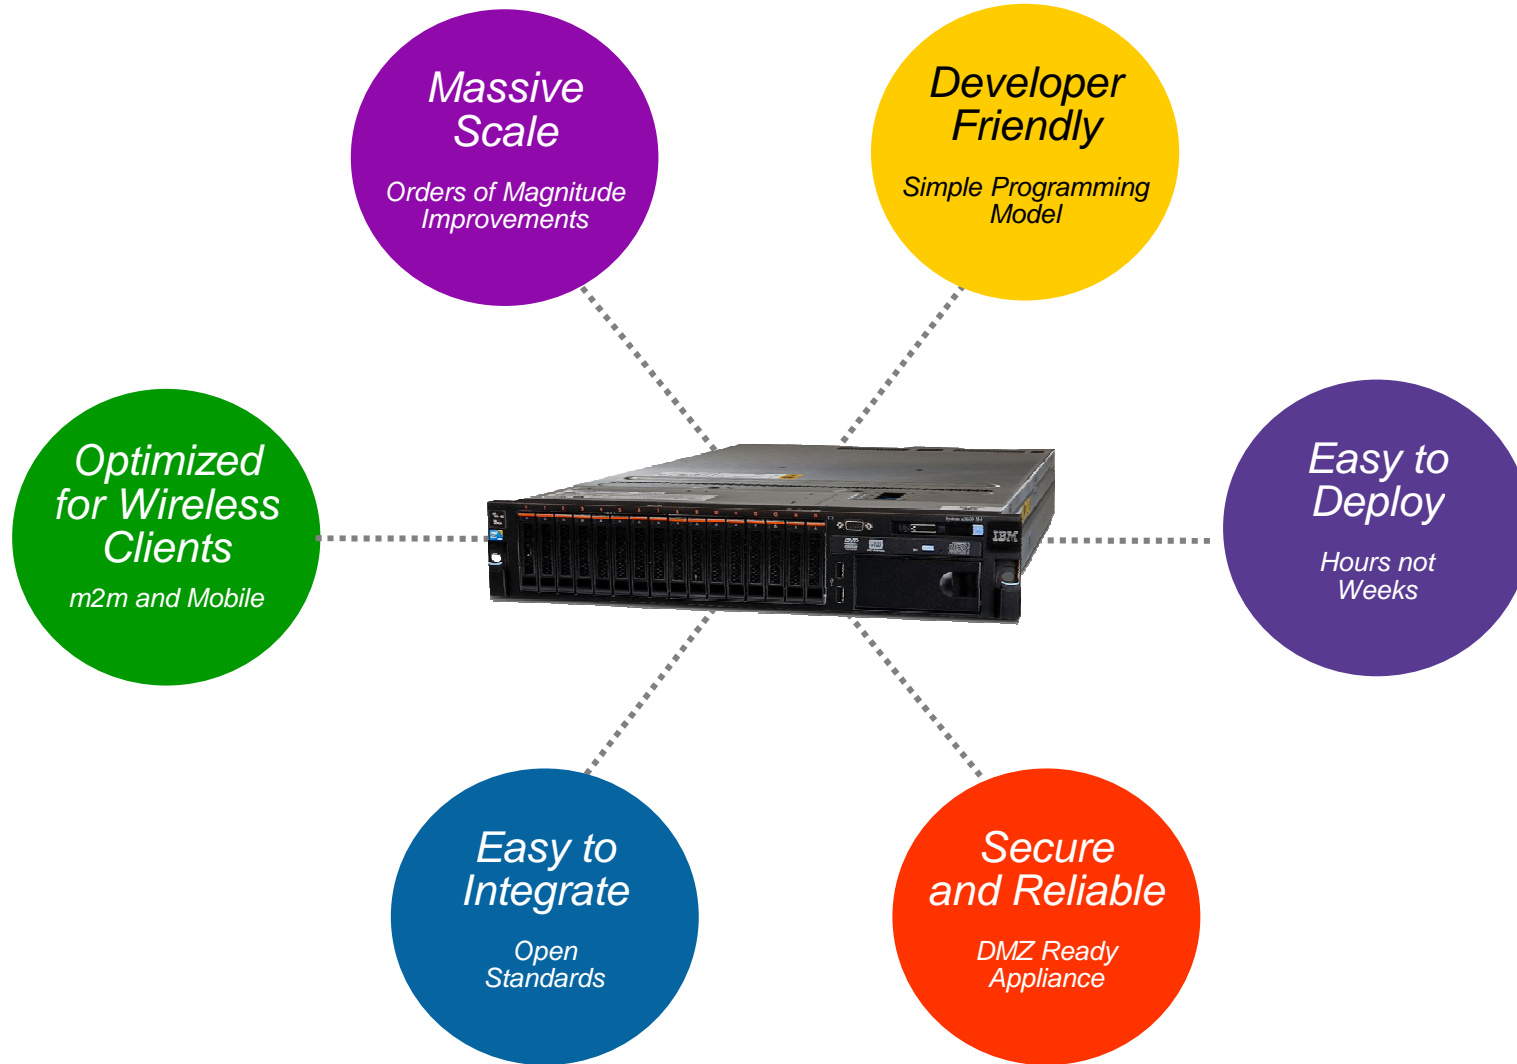 Massive
Scale
Orders of Magnitude
Improvements
Developer
Friendly
Simple Programming
Model
Optimized
for Wireless
Clients
m2m and Mobile
Easy to
Deploy
Hours not
Weeks
IBM
Easy to
Integrate
Open
Standards
Secure
and Reliable
DMZ Ready
Appliance